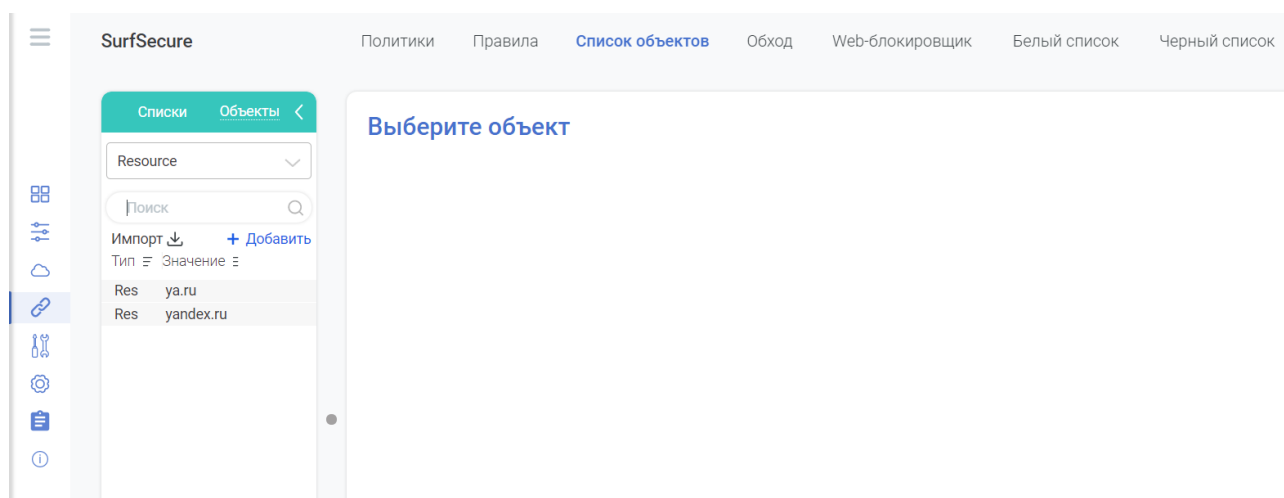 SurfSecure
Политики Правила Список объектов Обход Web-блокировщик Белый список Черный список
Списки Объекты
Выберите объект
Resource
Поиск
Импорт + Добавить
Тип Значение
Res ya.ru
Res yandex.ru